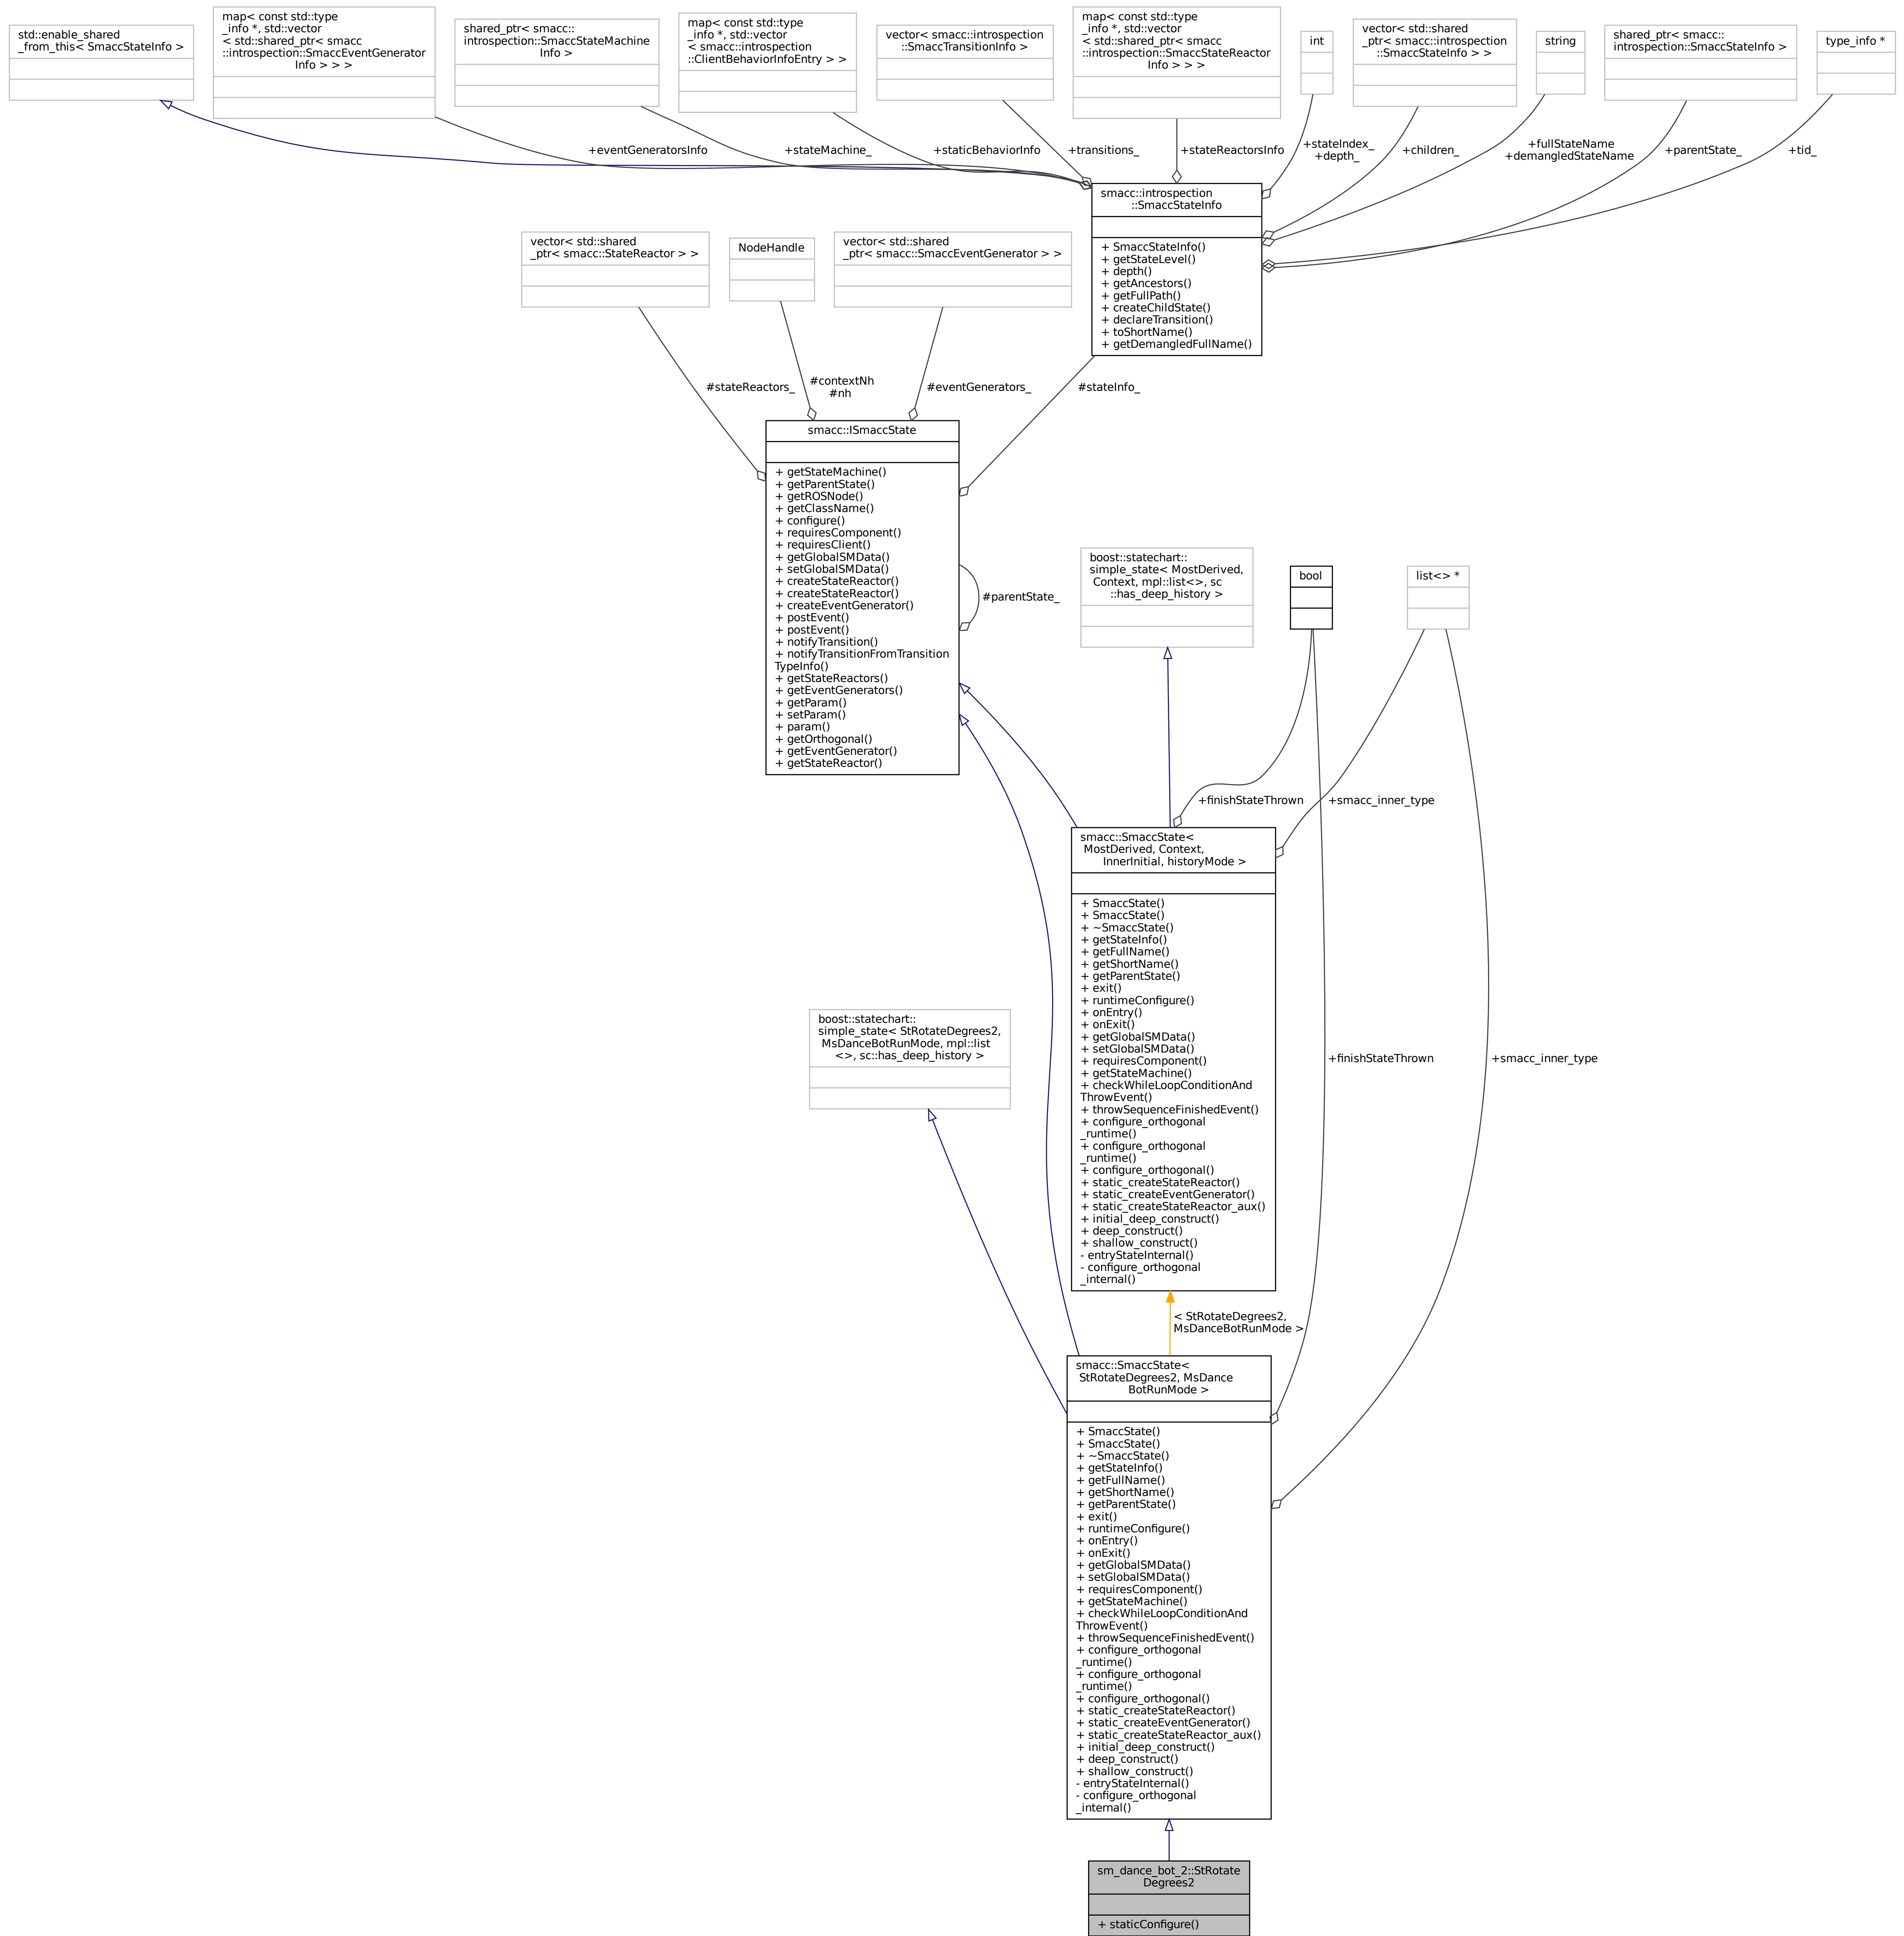 std::enable_shared
_from_this< SmaccStateInfo >
map< const std::type
_info *, std::vector
< std::shared_ptr< smacc
::introspection::SmaccEventGenerator
Info > > >
shared_ptr< smacc::
introspection::SmaccStateMachine
Info >
map< const std::type
_info *, std::vector
< smacc::introspection
::ClientBehaviorInfoEntry > >
vector< smacc::introspection
::SmaccTransitionInfo >
map< const std::type
_info *, std::vector
< std::shared_ptr< smacc
::introspection::SmaccStateReactor
Info > > >
int
vector< std::shared
_ptr< smacc::introspection
::SmaccStateInfo > >
string
shared_ptr< smacc::
introspection::SmaccStateInfo >
type_info *
+eventGeneratorsInfo
+stateMachine_
+staticBehaviorInfo
+transitions_
+stateReactorsInfo
+stateIndex_
+depth_
+children_
+fullStateName
+demangledStateName
+parentState_
+tid_
smacc::introspection
::SmaccStateInfo
+ SmaccStateInfo()
+ getStateLevel()
+ depth()
+ getAncestors()
+ getFullPath()
+ createChildState()
+ declareTransition()
+ toShortName()
+ getDemangledFullName()
vector< std::shared
_ptr< smacc::StateReactor > >
NodeHandle
vector< std::shared
_ptr< smacc::SmaccEventGenerator > >
#stateReactors_
#contextNh
#nh
#eventGenerators_
#stateInfo_
smacc::ISmaccState
+ getStateMachine()
+ getParentState()
+ getROSNode()
+ getClassName()
+ configure()
+ requiresComponent()
+ requiresClient()
+ getGlobalSMData()
+ setGlobalSMData()
+ createStateReactor()
+ createStateReactor()
+ createEventGenerator()
+ postEvent()
+ postEvent()
+ notifyTransition()
+ notifyTransitionFromTransition
TypeInfo()
+ getStateReactors()
+ getEventGenerators()
+ getParam()
+ setParam()
+ param()
+ getOrthogonal()
+ getEventGenerator()
+ getStateReactor()
#parentState_
boost::statechart::
simple_state< MostDerived,
Context, mpl::list<>, sc
::has_deep_history >
bool
list<> *
+finishStateThrown
+smacc_inner_type
smacc::SmaccState<
MostDerived, Context,
InnerInitial, historyMode >
+ SmaccState()
+ SmaccState()
+ ~SmaccState()
+ getStateInfo()
+ getFullName()
+ getShortName()
+ getParentState()
+ exit()
+ runtimeConfigure()
+ onEntry()
+ onExit()
+ getGlobalSMData()
+ setGlobalSMData()
+ requiresComponent()
+ getStateMachine()
+ checkWhileLoopConditionAnd
ThrowEvent()
+ throwSequenceFinishedEvent()
+ configure_orthogonal
_runtime()
+ configure_orthogonal
_runtime()
+ configure_orthogonal()
+ static_createStateReactor()
+ static_createEventGenerator()
+ static_createStateReactor_aux()
+ initial_deep_construct()
+ deep_construct()
+ shallow_construct()
- entryStateInternal()
- configure_orthogonal
_internal()
boost::statechart::
simple_state< StRotateDegrees2,
MsDanceBotRunMode, mpl::list
<>, sc::has_deep_history >
+finishStateThrown
+smacc_inner_type
< StRotateDegrees2,
MsDanceBotRunMode >
smacc::SmaccState<
StRotateDegrees2, MsDance
BotRunMode >
+ SmaccState()
+ SmaccState()
+ ~SmaccState()
+ getStateInfo()
+ getFullName()
+ getShortName()
+ getParentState()
+ exit()
+ runtimeConfigure()
+ onEntry()
+ onExit()
+ getGlobalSMData()
+ setGlobalSMData()
+ requiresComponent()
+ getStateMachine()
+ checkWhileLoopConditionAnd
ThrowEvent()
+ throwSequenceFinishedEvent()
+ configure_orthogonal
_runtime()
+ configure_orthogonal
_runtime()
+ configure_orthogonal()
+ static_createStateReactor()
+ static_createEventGenerator()
+ static_createStateReactor_aux()
+ initial_deep_construct()
+ deep_construct()
+ shallow_construct()
- entryStateInternal()
- configure_orthogonal
_internal()
sm_dance_bot_2::StRotate
Degrees2
+ staticConfigure()